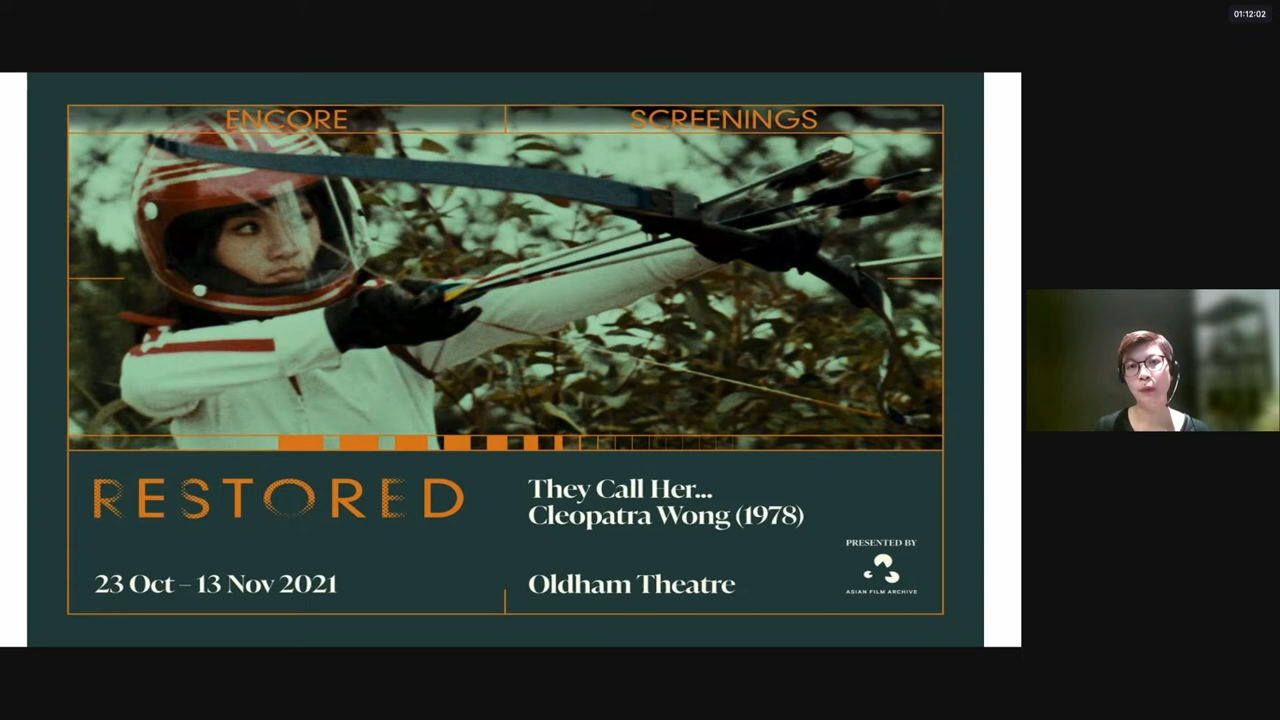 01:12:02
ENCORE
SCREENINGS
RESTORED
They Call Her...
Cleopatra Wong (1978)
PRESENTED BY
ASIAN FILM ARCHIVE
23 Oct – 13 Nov 2021
Oldham Theatre